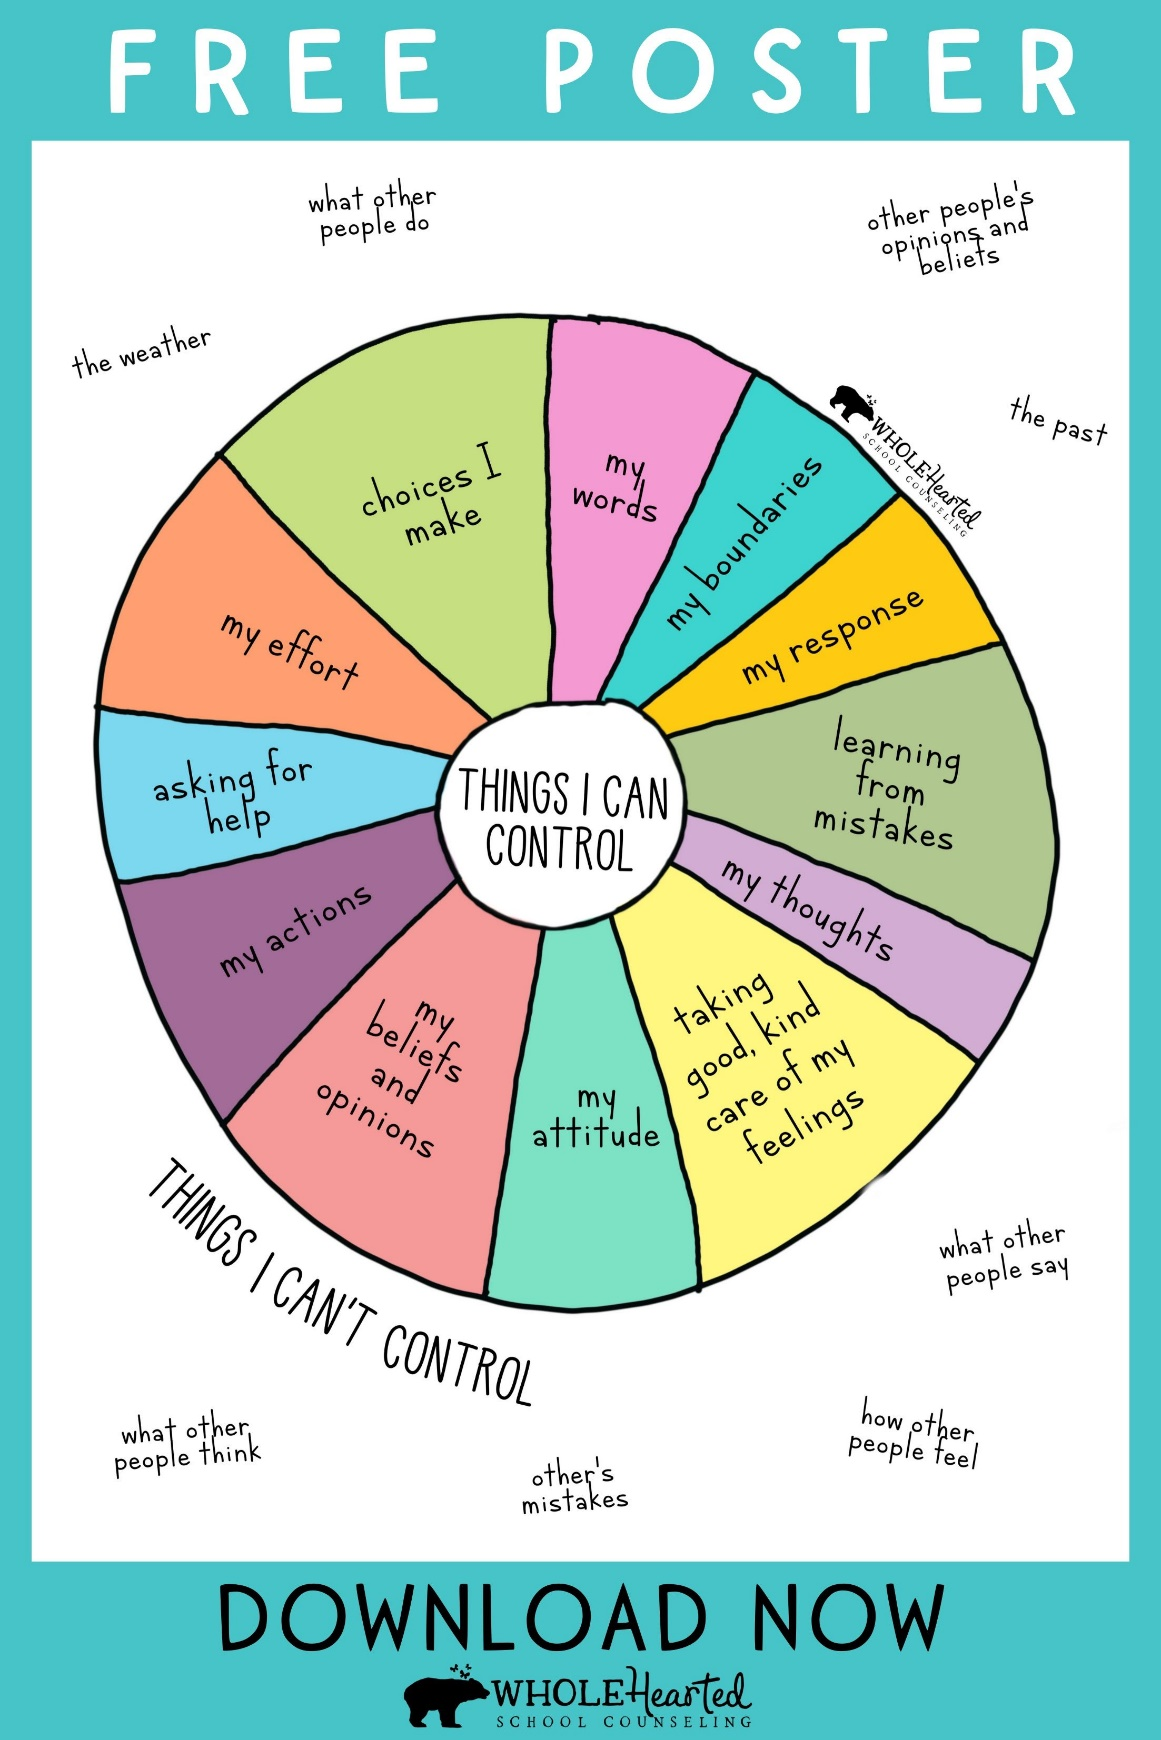 FREE POSTER
what other
people do
other people's
opinions and
beliefs
the weather
the past
WHOLEHearted
SCHOOL COUNSELING
choices I
make
my
words
my boundaries
my response
my effort
learning
from
mistakes
asking for
help
THINGS I CAN
CONTROL
my thoughts
my actions
my
beliefs
and
opinions
my
attitude
taking
good, kind
care of my
feelings
THINGS I CAN'T CONTROL
what other
people say
what other
people think
other's
mistakes
how other
people feel
DOWNLOAD NOW
WHOLEHearted
SCHOOL COUNSELING